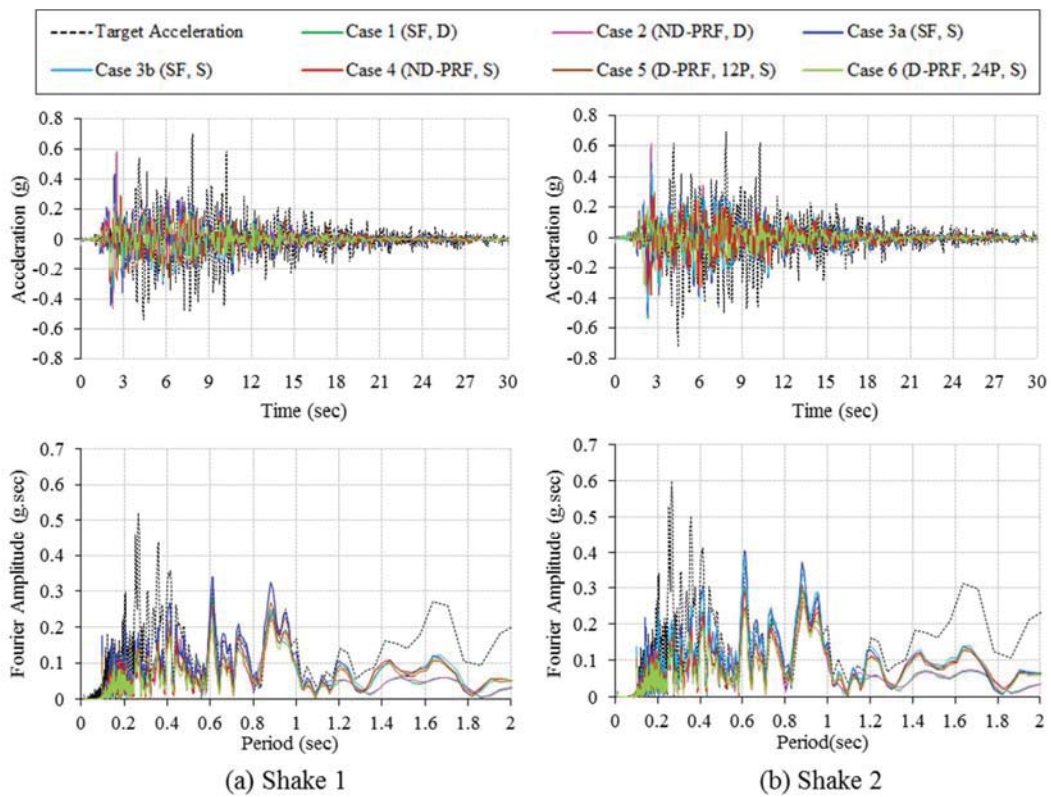 Target Acceleration Case 1 (SF, D) Case 2 (ND-PRF, D) Case 3a (SF, S)
Case 3b (SF, S) Case 4 (ND-PRF, S) Case 5 (D-PRF, 12P, S) Case 6 (D-PRF, 24P, S)
Acceleration (g)
0.8
0.6
0.4
0.2
0
-0.2
-0.4
-0.6
-0.8
0 3 6 9 12 15 18 21 24 27 30
Time (sec)
Acceleration (g)
0.8
0.6
0.4
0.2
0
-0.2
-0.4
-0.6
-0.8
0 3 6 9 12 15 18 21 24 27 30
Time (sec)
Fourier Amplitude (g.sec)
0.7
0.6
0.5
0.4
0.3
0.2
0.1
0
0 0.2 0.4 0.6 0.8 1 1.2 1.4 1.6 1.8 2
Period (sec)
(a) Shake 1
Fourier Amplitude (g.sec)
0.7
0.6
0.5
0.4
0.3
0.2
0.1
0
0 0.2 0.4 0.6 0.8 1 1.2 1.4 1.6 1.8 2
Period(sec)
(b) Shake 2